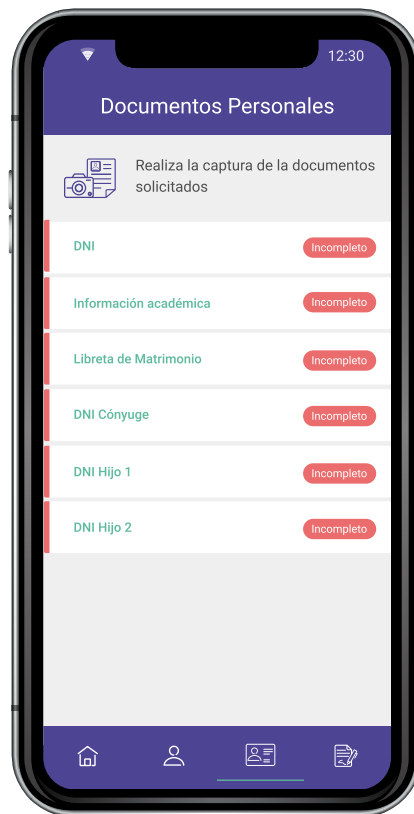 12:30
Documentos Personales
Realiza la captura de la documentos
solicitados
DNI
Incompleto
Información académica
Incompleto
Libreta de Matrimonio
Incompleto
DNI Cónyuge
Incompleto
DNI Hijo 1
Incompleto
DNI Hijo 2
Incompleto